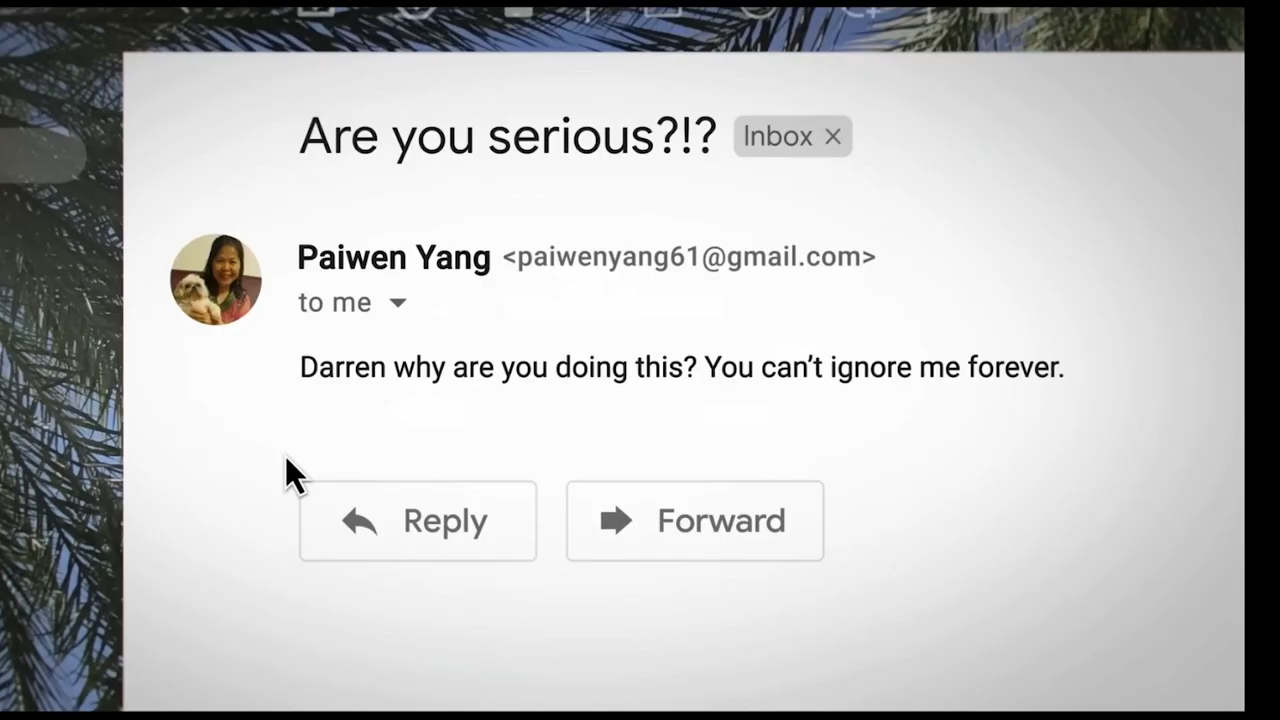 Are you serious?!? Inbox ×
Paiwen Yang <paiwenyang61@gmail.com>
to me
Darren why are you doing this? You can’t ignore me forever.
Reply Forward